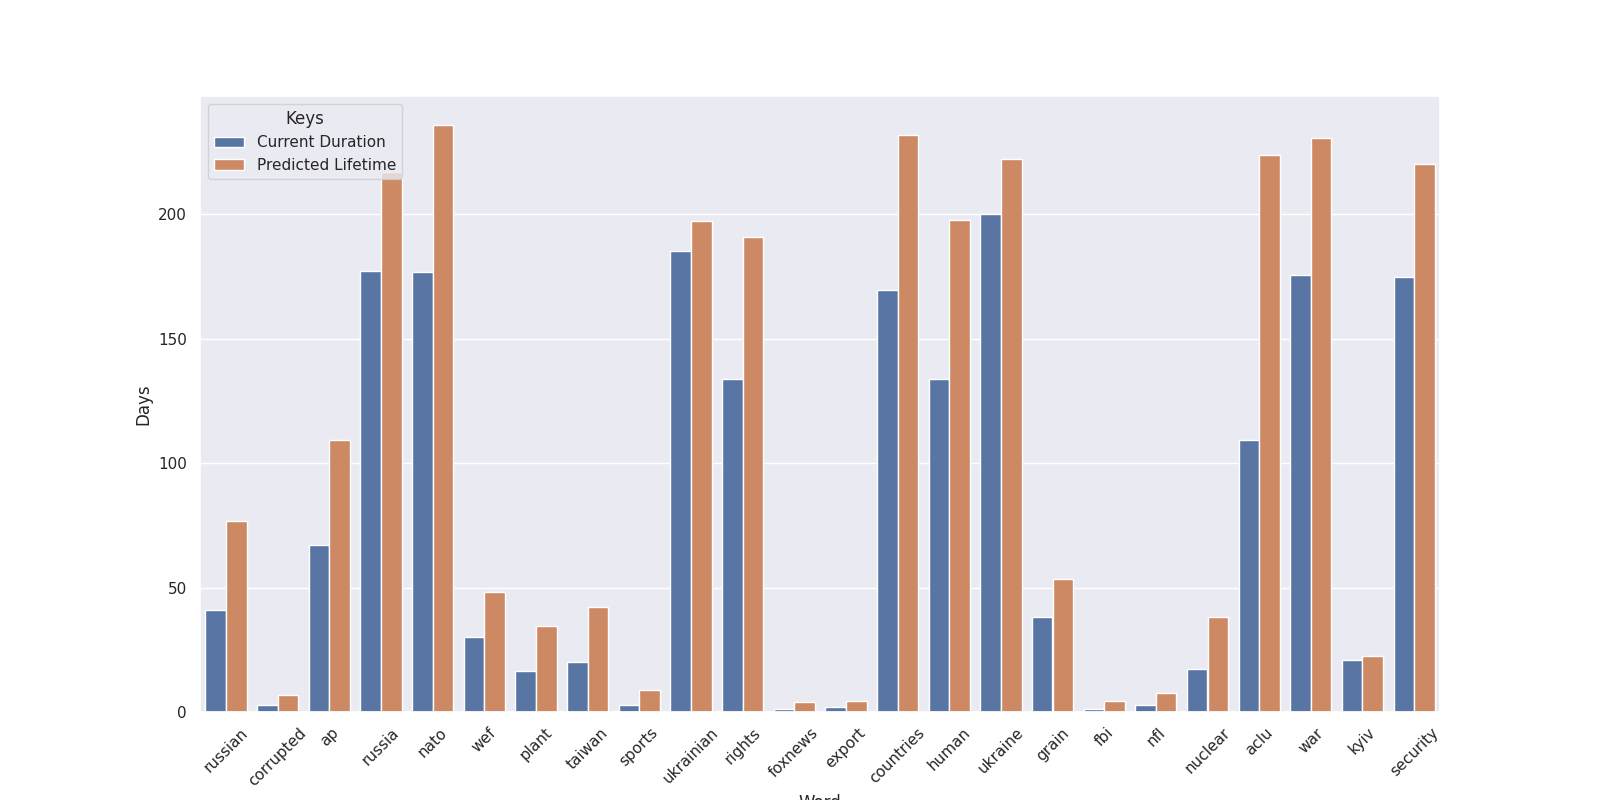 Keys
Current Duration
Predicted Lifetime
200
150
100
50
0
Days
russian
corrupted
ap
russia
nato
wef
plant
taiwan
sports
ukrainian
rights
foxnews
export
countries
human
ukraine
grain
fbi
nfl
nuclear
aclu
war
kyiv
security
Word